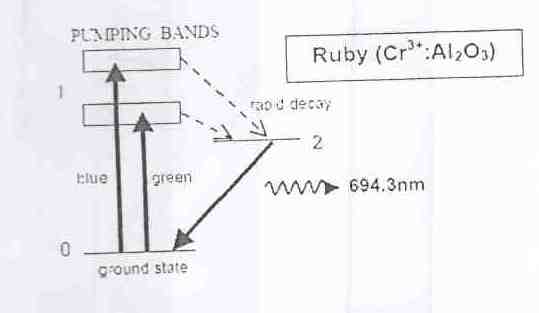 PUMPING BANDS
Ruby (Cr³⁺:Al₂O₃)
1
rapid decay
2
blue
green
694.3nm
0
ground state